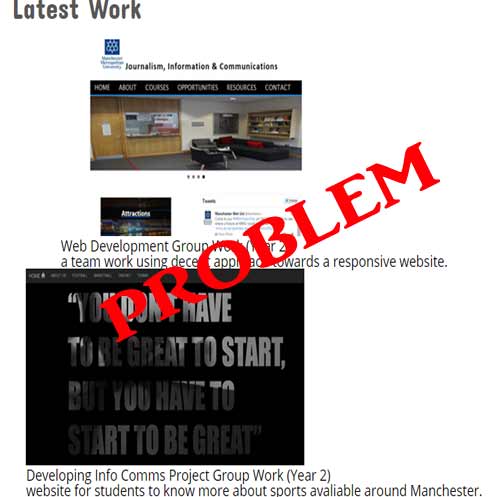 Latest Work
Manchester
Metropolitan
University
Journalism, Information & Communications
HOME ABOUT COURSES OPPORTUNITIES RESOURCES CONTACT
Attractions
Tweets
Manchester Met Uni
Web Development Group Work (Year 2)
a team work using decent approach towards a responsive website.
PROBLEM
HOME ABOUT US FOOTBALL BASKETBALL CRICKET TENNIS
“YOU DON'T HAVE
TO BE GREAT TO START,
BUT YOU HAVE TO
START TO BE GREAT”
Developing Info Comms Project Group Work (Year 2)
website for students to know more about sports avaliable around Manchester.